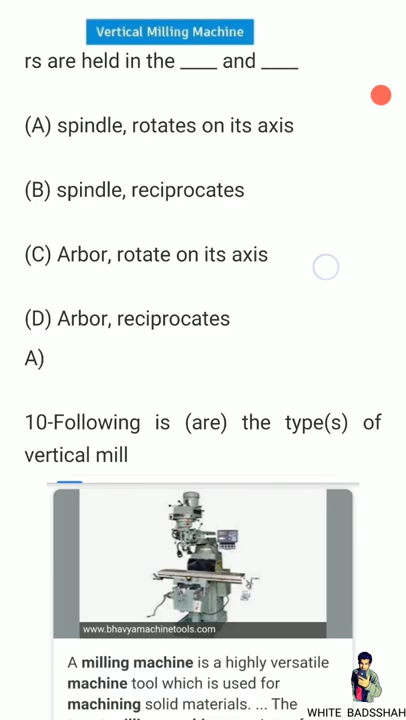 Vertical Milling Machine
rs are held in the ____ and ____
(A) spindle, rotates on its axis
(B) spindle, reciprocates
(C) Arbor, rotate on its axis
(D) Arbor, reciprocates
A)
10-Following is (are) the type(s) of
vertical mill
www.bhavyamachinetools.com
A milling machine is a highly versatile
machine tool which is used for
machining solid materials. ... The
WHITE BADSSHAH